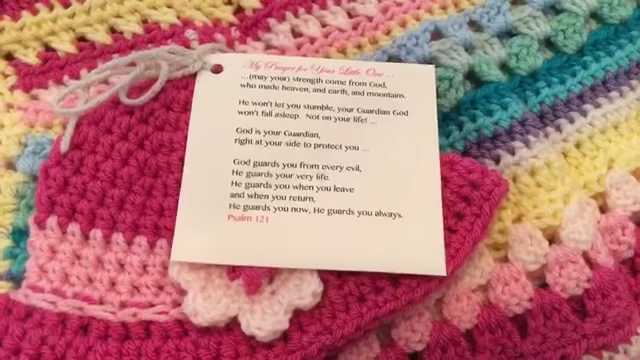 My Prayer for Your Little One ...
...(may your) strength come from God,
who made heaven, and earth, and mountains.
He won't let you stumble, your Guardian God
won't fall asleep. Not on your life! ...
God is your Guardian,
right at your side to protect you ...
God guards you from every evil,
He guards your very life.
He guards you when you leave
and when you return,
He guards you now, He guards you always.
Psalm 121